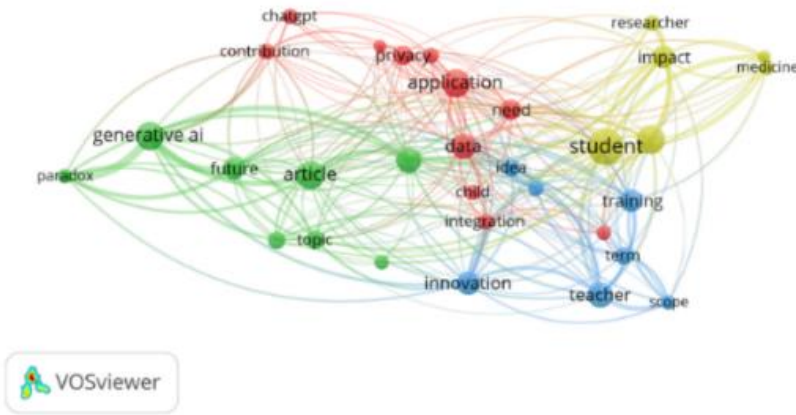 chatgpt
researcher
contribution
privacy
impact
medicine
application
need
generative ai
student
data
idea
future
article
paradox
child
training
integration
topic
term
innovation
teacher
scope
VOSviewer